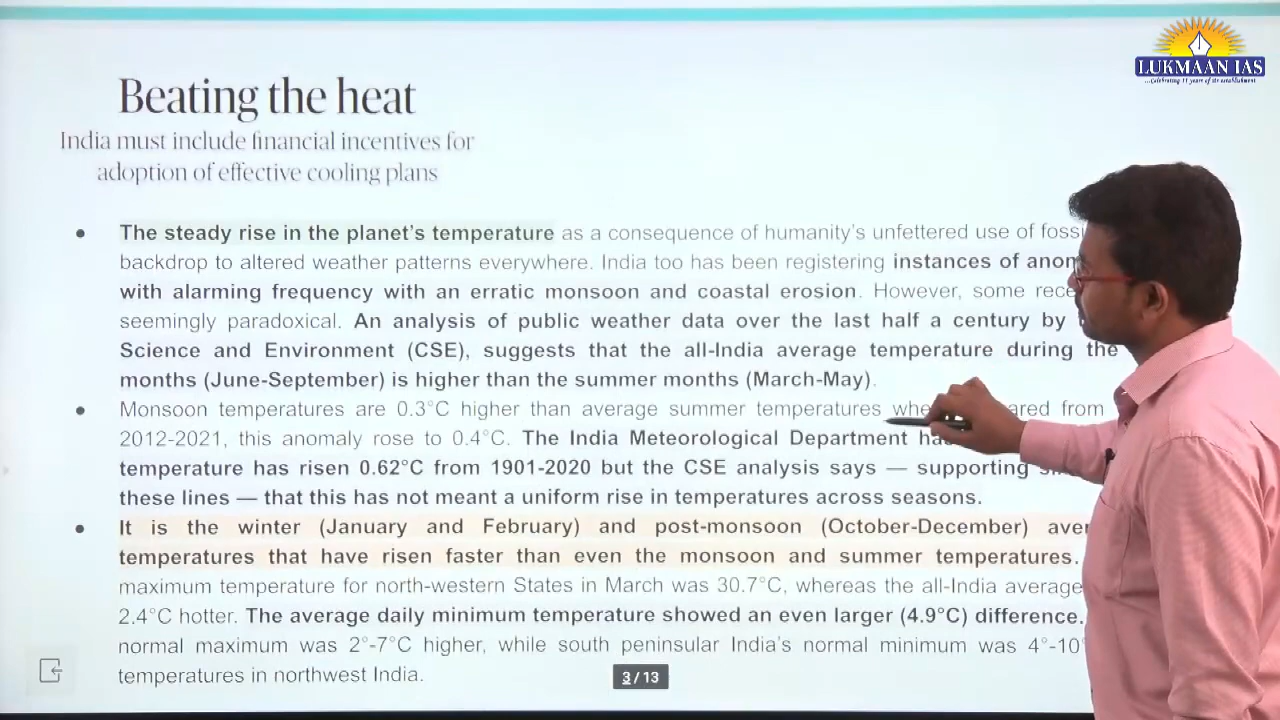 LUKMAAN IAS
...Celebrating 11 years of its establishment
Beating the heat
India must include financial incentives for
adoption of effective cooling plans
● The steady rise in the planet's temperature as a consequence of humanity's unfettered use of
backdrop to altered weather patterns everywhere. India too has been registering instances of
with alarming frequency with an erratic monsoon and coastal erosion. However, some
seemingly paradoxical. An analysis of public weather data over the last half a century by
Science and Environment (CSE), suggests that the all-India average temperature during the
months (June-September) is higher than the summer months (March-May).
● Monsoon temperatures are 0.3°C higher than average summer temperatures from
2012-2021, this anomaly rose to 0.4°C. The India Meteorological Department
temperature has risen 0.62°C from 1901-2020 but the CSE analysis says — supporting
these lines — that this has not meant a uniform rise in temperatures across seasons.
● It is the winter (January and February) and post-monsoon (October-December)
temperatures that have risen faster than even the monsoon and summer temperatures.
maximum temperature for north-western States in March was 30.7°C, whereas the all-India average
2.4°C hotter. The average daily minimum temperature showed an even larger (4.9°C) difference.
normal maximum was 2°-7°C higher, while south peninsular India's normal minimum was 4°-10°
temperatures in northwest India.
3 / 13